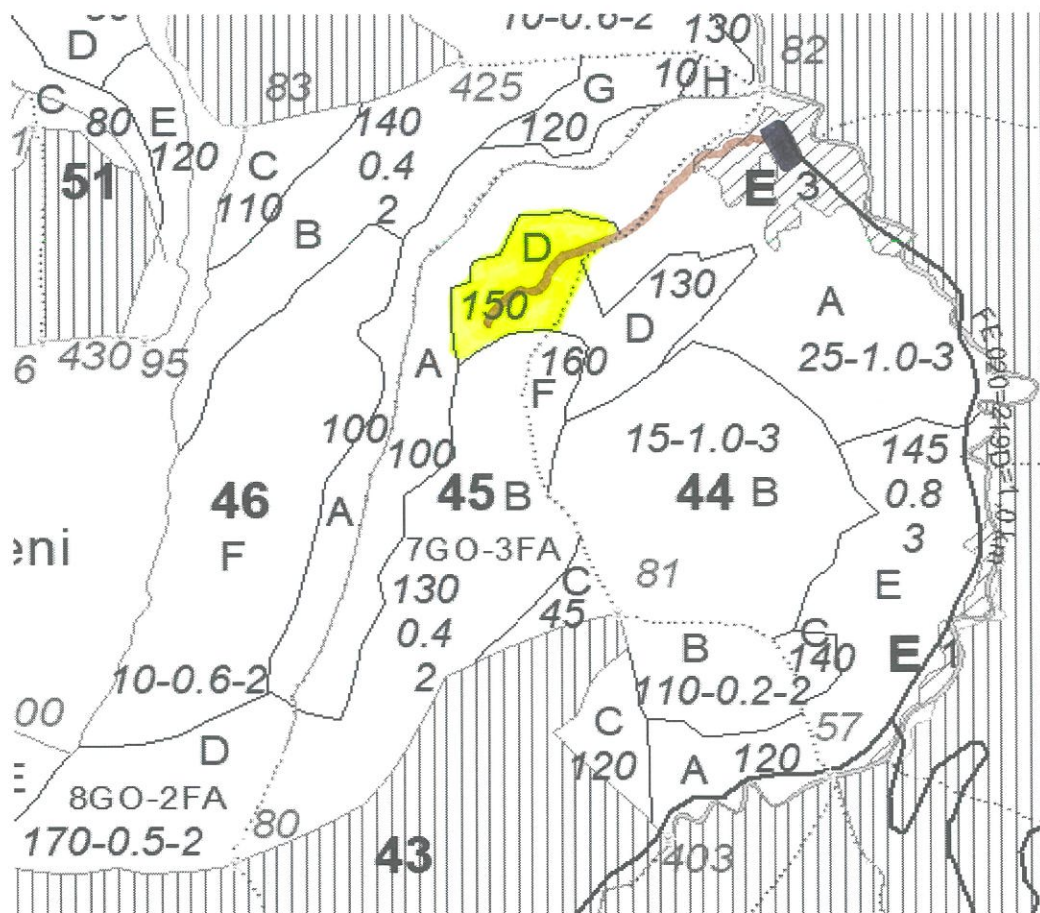 10-0.6-2
130
82
D
83
425
10
H
G
C
80
E
140
120
120
0.4
C
51
110
2
E 3
B
D
130
A
150
D
6
430
95
A
160
25-1.0-3
F
FE 020=219D=1.0 km
100
15-1.0-3
100
145
46
A
45 B
44 B
0.8
eni
F
7GO-3FA
3
130
C
81
E
0.4
45
B
C
10-0.6-2
2
140
E 1
00
110-0.2-2
D
C
57
E
120
A
120
8GO-2FA
80
170-0.5-2
43
403